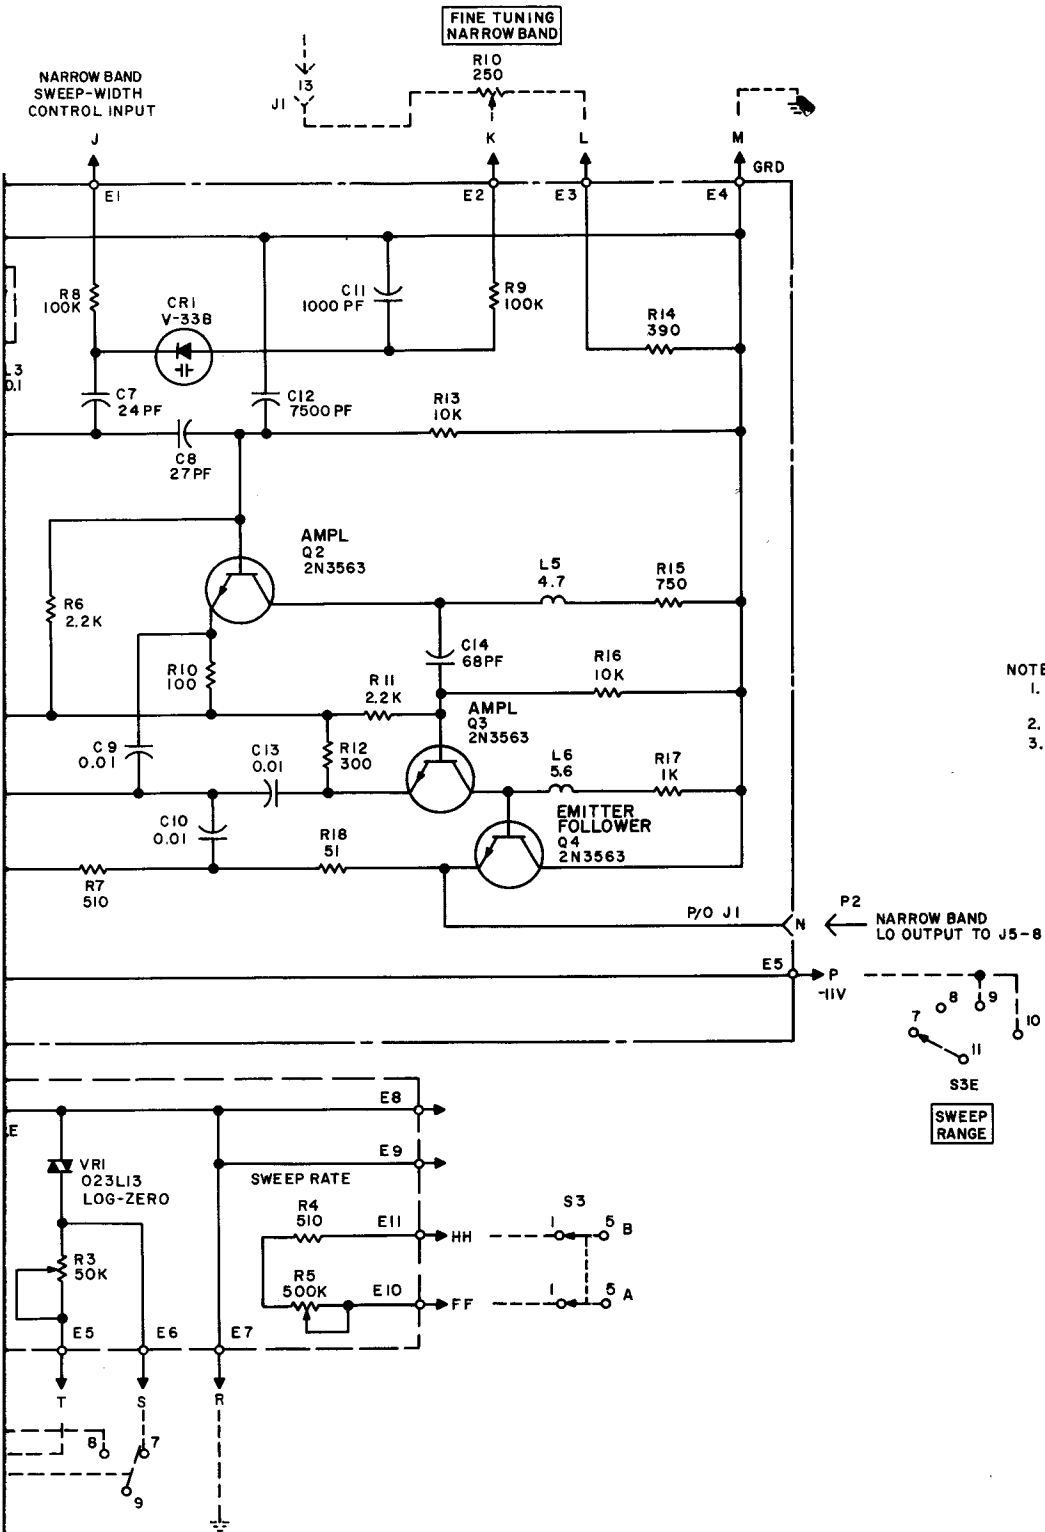 FINE TUNING
NARROW BAND
R10
250
13
J1
NARROW BAND
SWEEP-WIDTH
CONTROL INPUT
J
K
L
M
GRD
E1
E2
E3
E4
R8
100K
CR1
V-33B
C11
1000 PF
R9
100K
R14
390
L3
0.1
C7
24 PF
C12
7500 PF
R13
10K
C8
27 PF
AMPL
Q2
2N3563
L5
4.7
R15
750
R6
2.2K
C14
68 PF
R16
10K
R10
100
R11
2.2K
AMPL
Q3
2N3563
NOTE
1.
2.
3.
C9
0.01
C13
0.01
R12
300
L6
5.6
R17
1K
C10
0.01
R18
51
EMITTER
FOLLOWER
Q4
2N3563
R7
510
P/O J1
N
P2
NARROW BAND
LO OUTPUT TO J5-8
E5
P
-11V
7
8
9
10
11
S3E
SWEEP
RANGE
E
E8
E9
VR1
023L13
LOG-ZERO
SWEEP RATE
R4
510
E11
HH
S3
1
5
B
R3
50K
R5
500K
E10
FF
1
5
A
E5
E6
E7
T
S
R
8
7
9